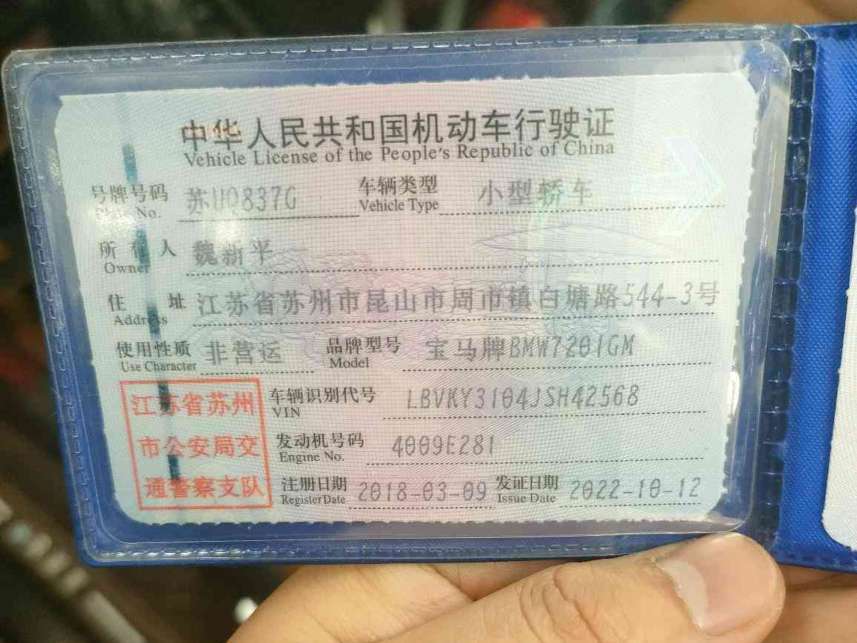 中华人民共和国机动车行驶证
Vehicle License of the People's Republic of China
号牌号码 苏UQ837G 车辆类型 小型轿车
Plate No. Vehicle Type
所有人 魏新平
Owner
住址 江苏省苏州市昆山市周市镇白塘路544-3号
Address
使用性质 非营运 品牌型号 宝马牌BMW7201GM
Use Character Model
江苏省苏州 车辆识别代号 LBVKY3104JSH42568
VIN
市公安局交 发动机号码 4009E281
Engine No.
通警察支队 注册日期 2018-03-09 发证日期 2022-10-12
Register Date Issue Date